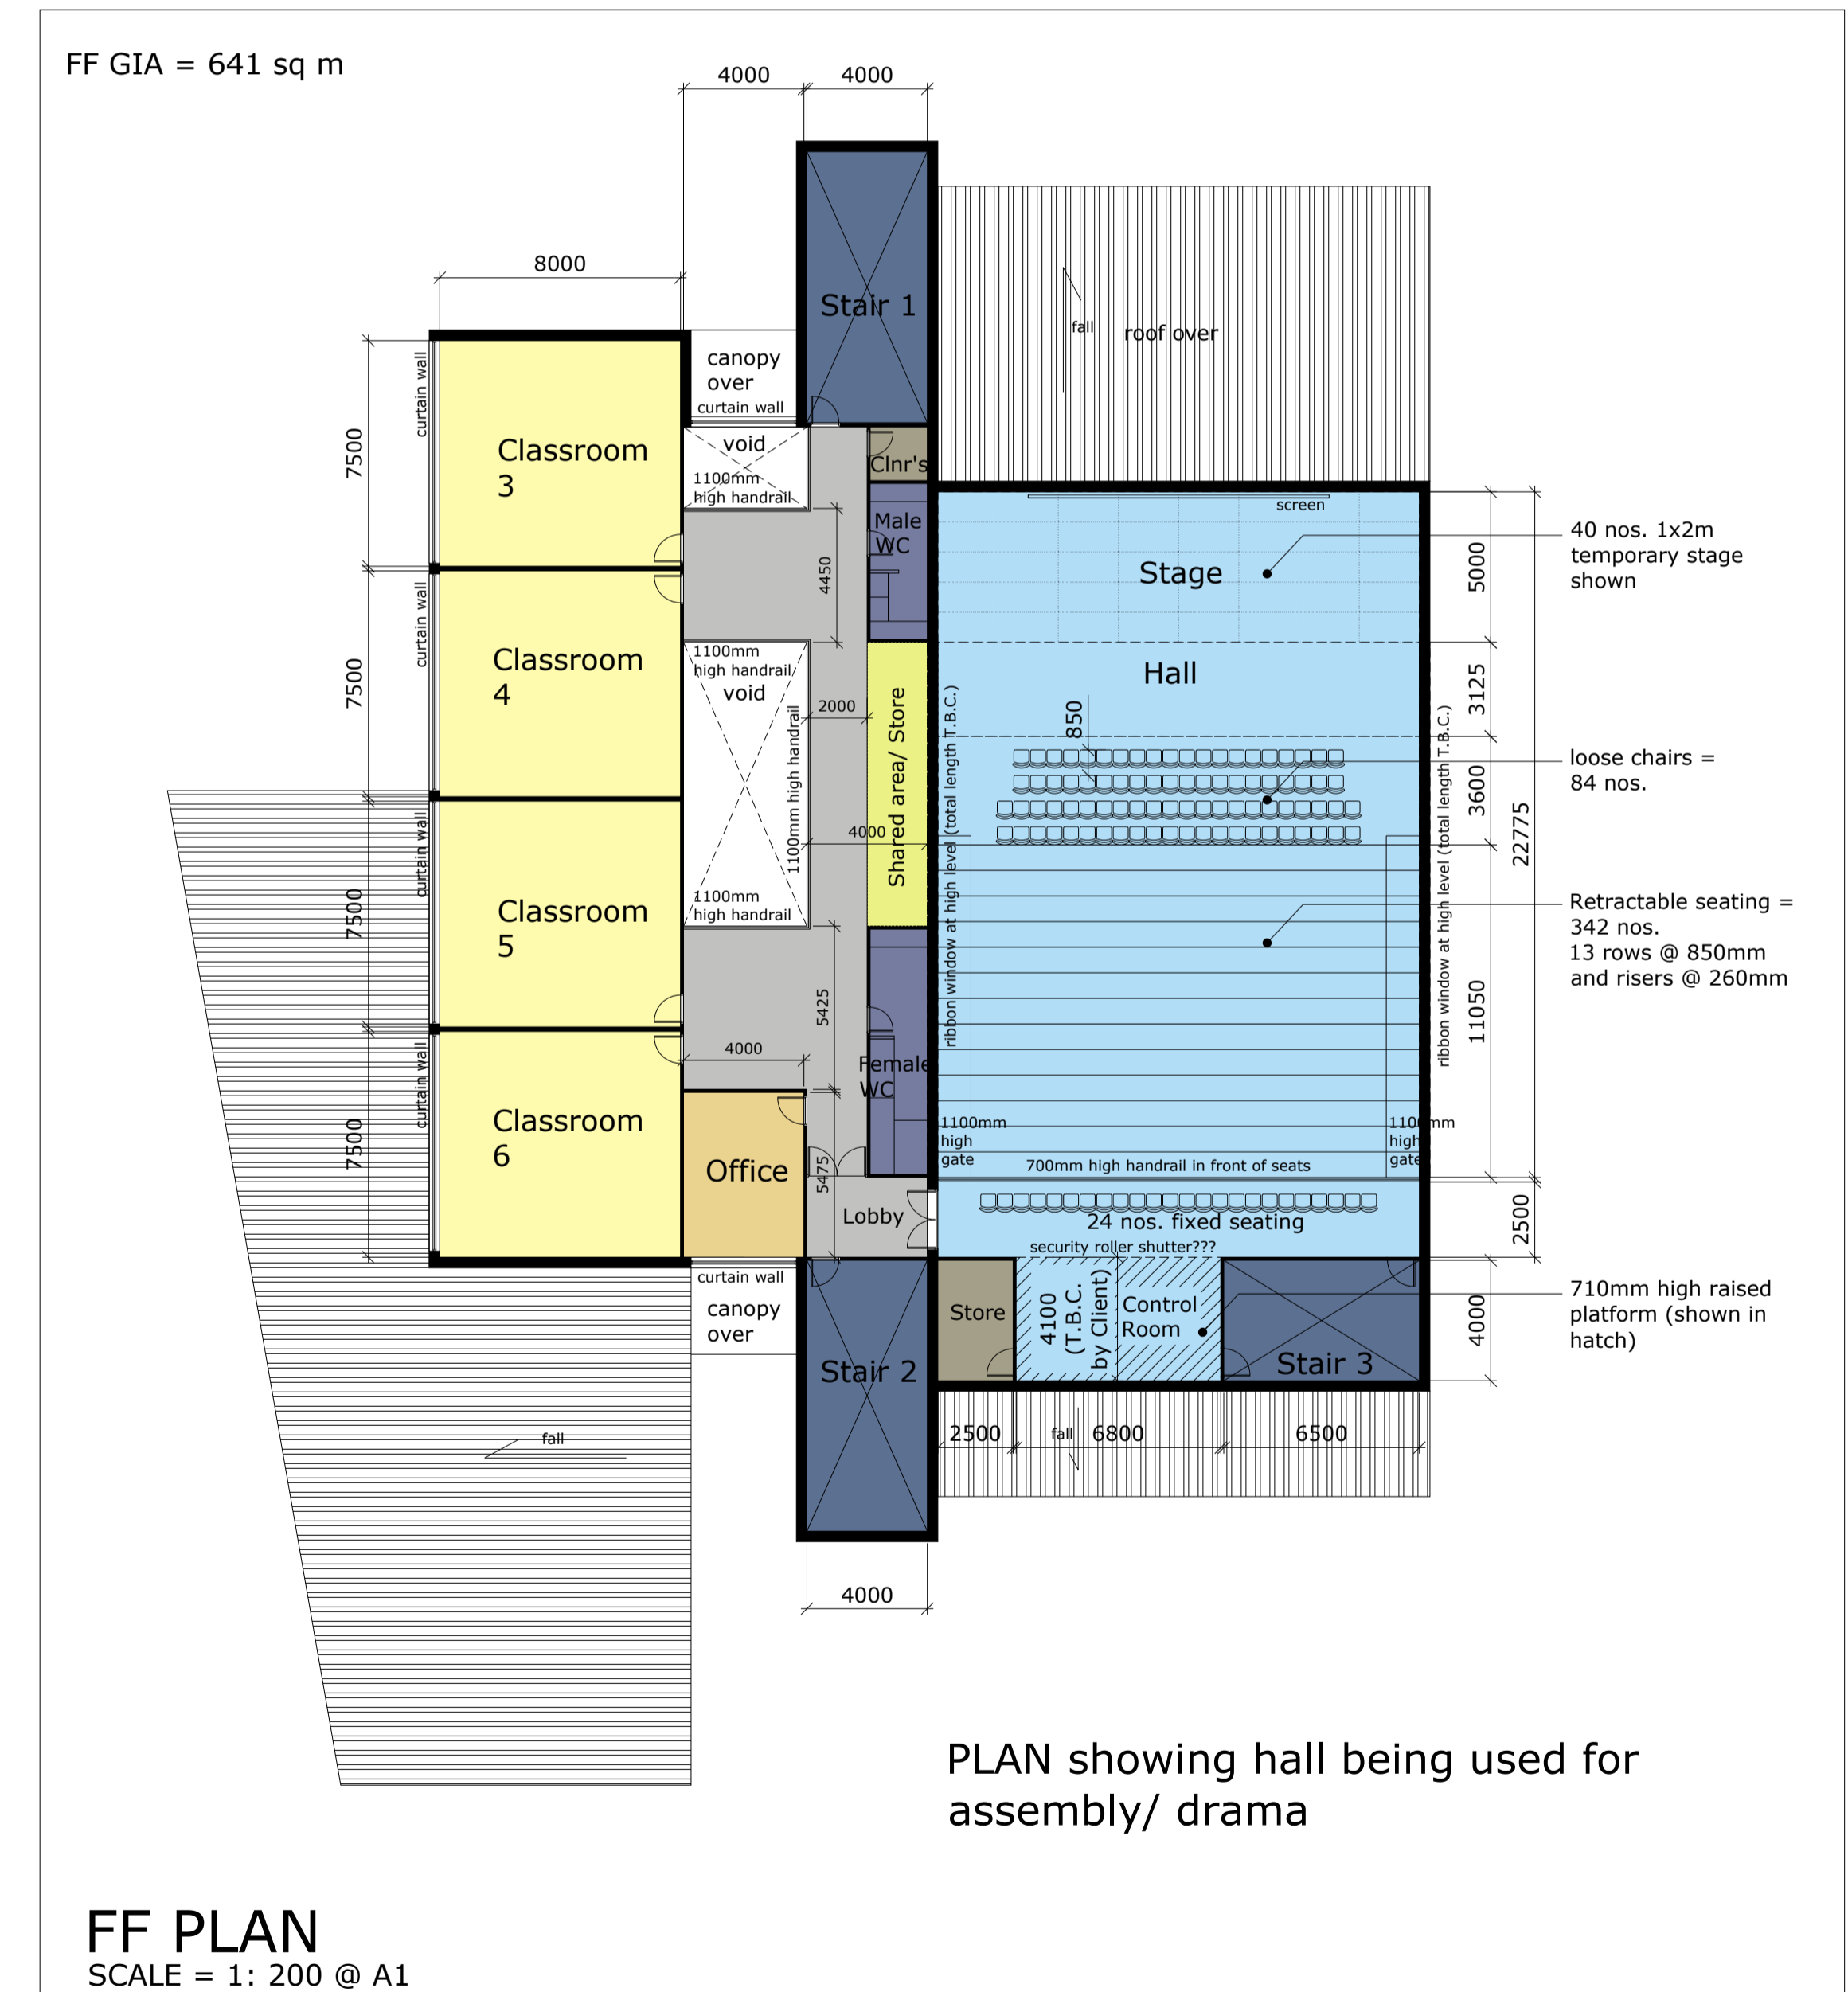 FF GIA = 641 sq m
4000
4000
8000
Stair 1
fall
roof over
canopy
over
curtain wall
curtain wall
7500
Classroom
3
void
1100mm
high handrail
Clnr's
Male
WC
4450
screen
Stage
5000
40 nos. 1x2m
temporary stage
shown
curtain wall
7500
Classroom
4
1100mm
high handrail
void
2000
1100mm high handrail
4000
Shared area/ Store
Hall
3125
850
3600
22775
ribbon window at high level (total length T.B.C.)
ribbon window at high level (total length T.B.C.)
loose chairs =
84 nos.
curtain wall
7500
Classroom
5
1100mm
high handrail
5425
4000
Retractable seating =
342 nos.
13 rows @ 850mm
and risers @ 260mm
11050
Female
WC
curtain wall
7500
Classroom
6
Office
5475
Lobby
1100mm
high
gate
700mm high handrail in front of seats
1100mm
high
gate
24 nos. fixed seating
2500
security roller shutter???
curtain wall
canopy
over
Stair 2
Store
4100
(T.B.C.
by Client)
Control
Room
Stair 3
4000
710mm high raised
platform (shown in
hatch)
fall
2500
fall
6800
6500
4000
PLAN showing hall being used for
assembly/ drama
FF PLAN
SCALE = 1: 200 @ A1